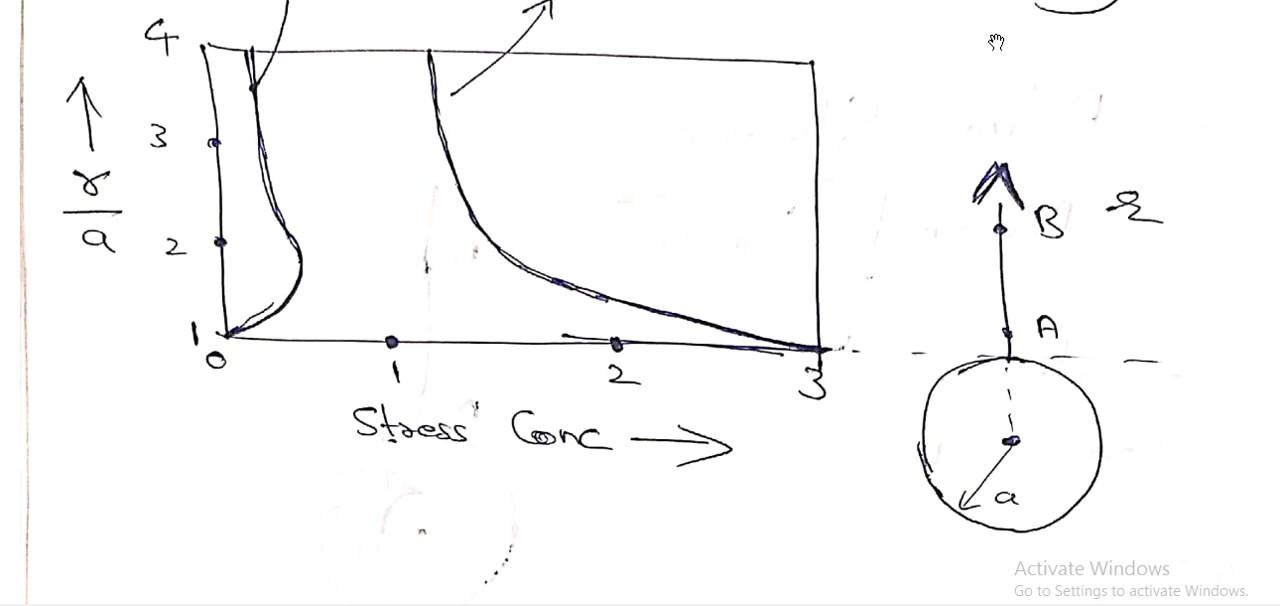 4
3
r
a
2
1
0
1
2
3
Stress Conc
B
r
A
a
Activate Windows
Go to Settings to activate Windows.